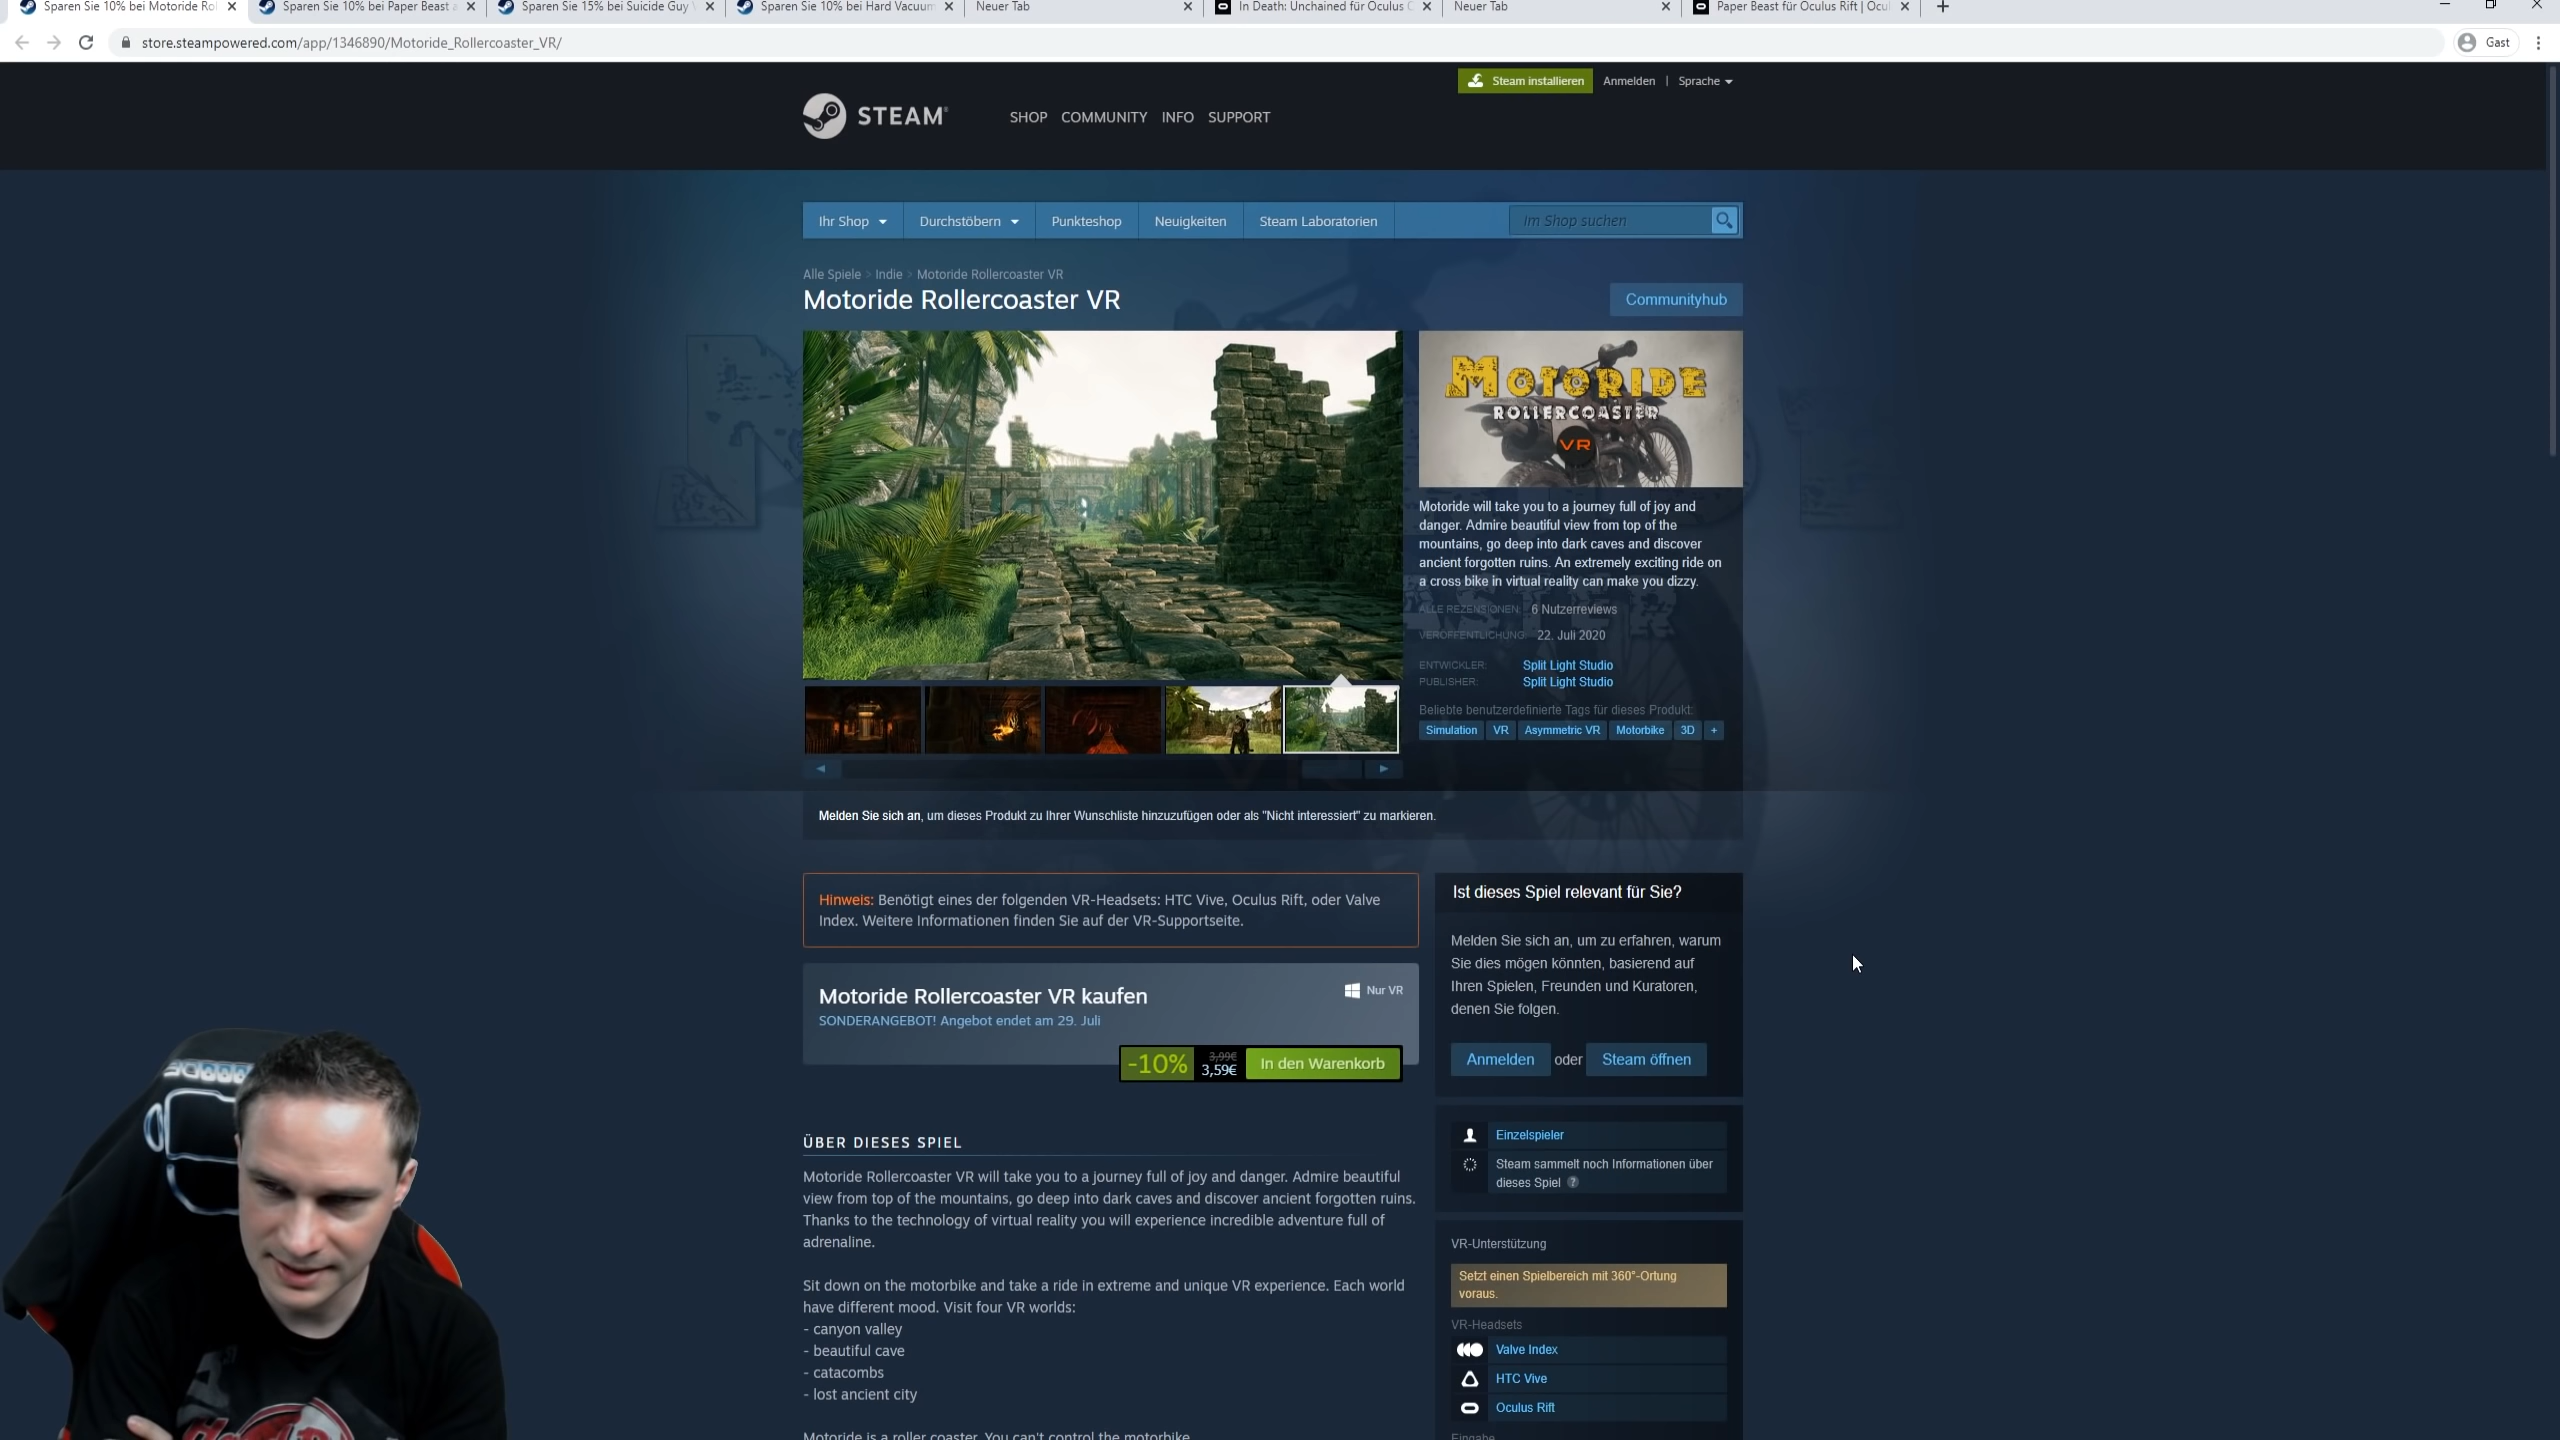 Sparen Sie 10% bei Motoride Rol
Sparen Sie 10% bei Paper Beast a
Sparen Sie 15% bei Suicide Guy V
Sparen Sie 10% bei Hard Vacuum
Neuer Tab
In Death: Unchained für Oculus
Neuer Tab
Paper Beast für Oculus Rift | Ocul
store.steampowered.com/app/1346890/Motoride_Rollercoaster_VR/
Gast
Steam installieren
Anmelden | Sprache
STEAM
SHOP COMMUNITY INFO SUPPORT
Ihr Shop
Durchstöbern
Punkteshop
Neuigkeiten
Steam Laboratorien
Im Shop suchen
Alle Spiele > Indie > Motoride Rollercoaster VR
Motoride Rollercoaster VR
Communityhub
MOTORIDE
ROLLERCOASTER
VR
Motoride will take you to a journey full of joy and
danger. Admire beautiful view from top of the
mountains, go deep into dark caves and discover
ancient forgotten ruins. An extremely exciting ride on
a cross bike in virtual reality can make you dizzy.
ALLE REZENSIONEN: 6 Nutzerreviews
VERÖFFENTLICHUNG: 22. Juli 2020
ENTWICKLER: Split Light Studio
PUBLISHER: Split Light Studio
Beliebte benutzerdefinierte Tags für dieses Produkt:
Simulation VR Asymmetric VR Motorbike 3D +
Melden Sie sich an, um dieses Produkt zu Ihrer Wunschliste hinzuzufügen oder als "Nicht interessiert" zu markieren.
Hinweis: Benötigt eines der folgenden VR-Headsets: HTC Vive, Oculus Rift, oder Valve
Index. Weitere Informationen finden Sie auf der VR-Supportseite.
Motoride Rollercoaster VR kaufen
Nur VR
SONDERANGEBOT! Angebot endet am 29. Juli
-10%
3,99€
3,59€
In den Warenkorb
ÜBER DIESES SPIEL
Motoride Rollercoaster VR will take you to a journey full of joy and danger. Admire beautiful
view from top of the mountains, go deep into dark caves and discover ancient forgotten ruins.
Thanks to the technology of virtual reality you will experience incredible adventure full of
adrenaline.
Sit down on the motorbike and take a ride in extreme and unique VR experience. Each world
have different mood. Visit four VR worlds:
- canyon valley
- beautiful cave
- catacombs
- lost ancient city
Motoride is a roller coaster. You can't control the motorbike
Ist dieses Spiel relevant für Sie?
Melden Sie sich an, um zu erfahren, warum
Sie dies mögen könnten, basierend auf
Ihren Spielen, Freunden und Kuratoren,
denen Sie folgen.
Anmelden oder Steam öffnen
Einzelspieler
Steam sammelt noch Informationen über
dieses Spiel ?
VR-Unterstützung
Setzt einen Spielbereich mit 360°-Ortung
voraus.
VR-Headsets
Valve Index
HTC Vive
Oculus Rift
Eingabe